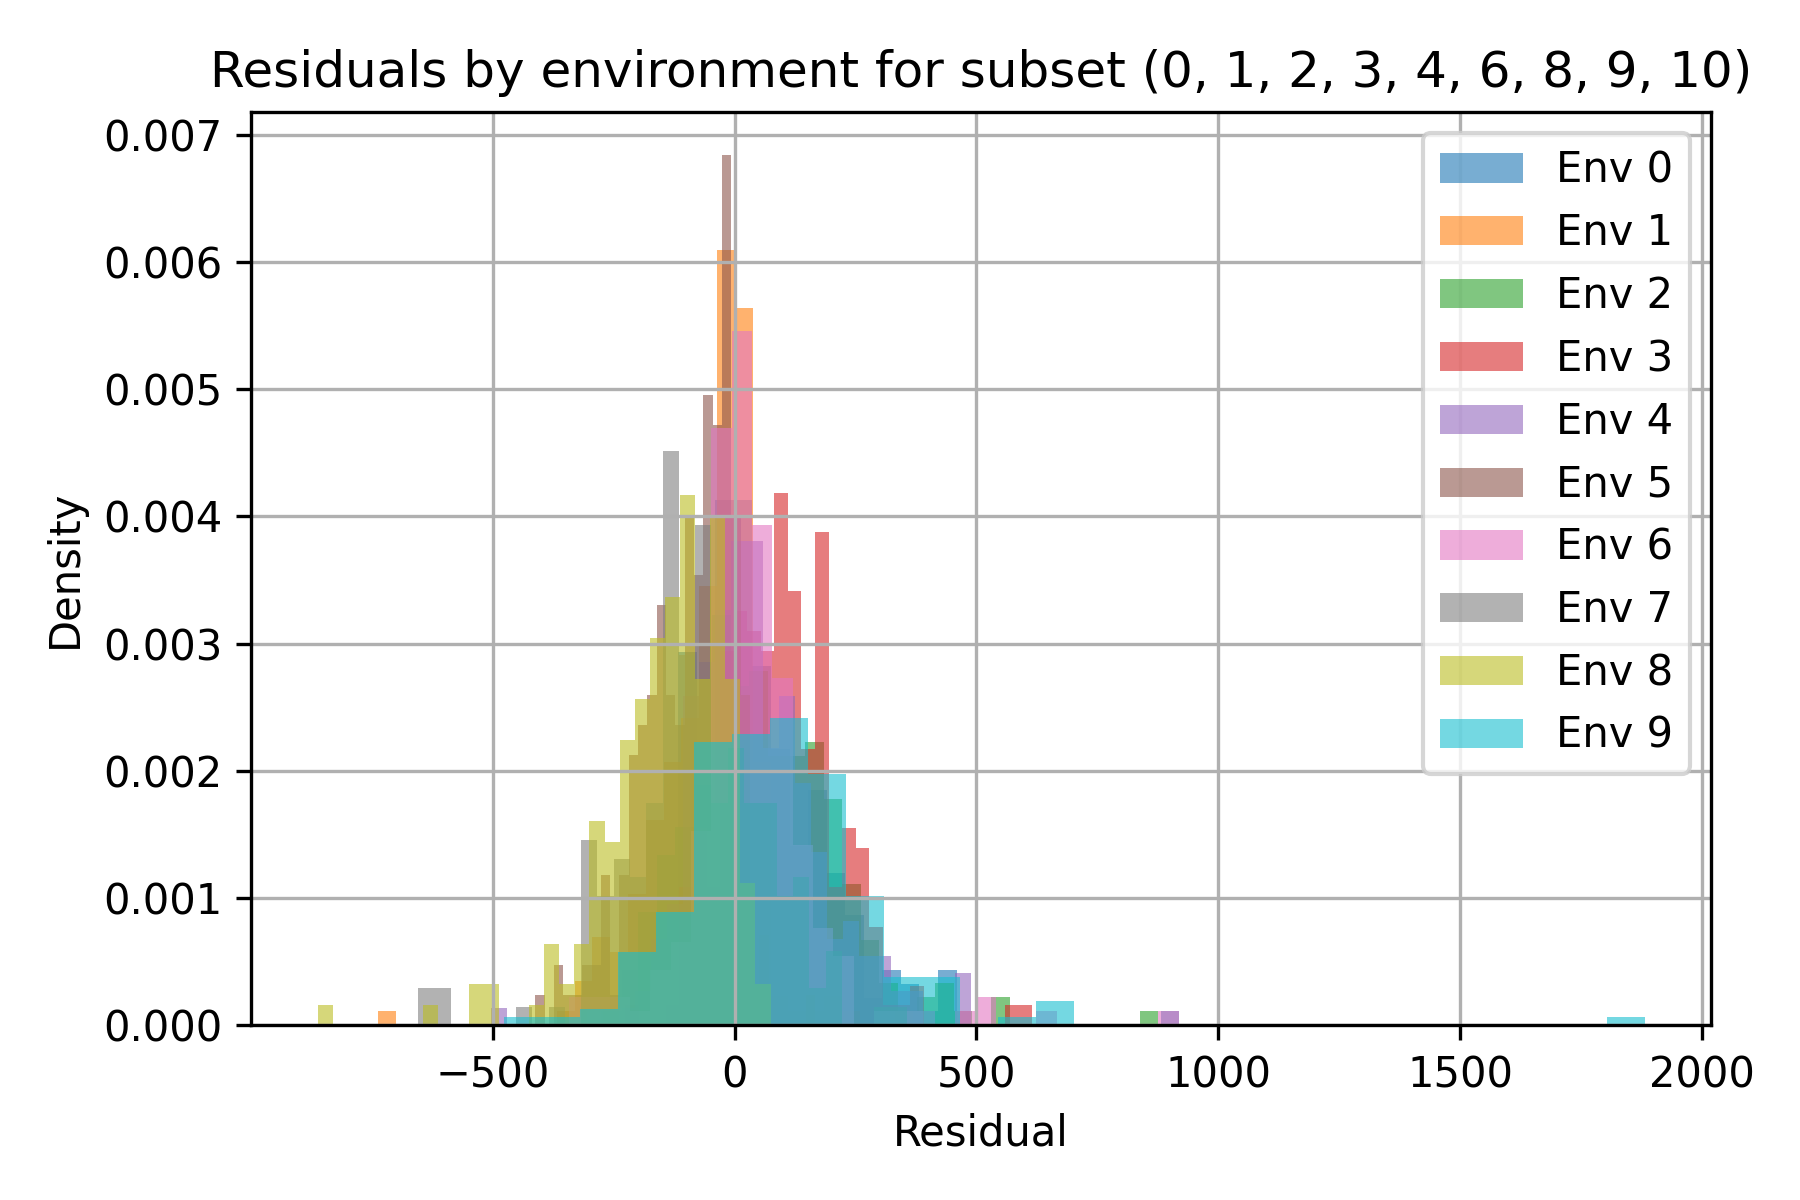 Residuals by environment for subset (0, 1, 2, 3, 4, 6, 8, 9, 10)
0.007
0.006
0.005
0.004
0.003
0.002
0.001
0.000
Density
Env 0
Env 1
Env 2
Env 3
Env 4
Env 5
Env 6
Env 7
Env 8
Env 9
−500 0 500 1000 1500 2000
Residual